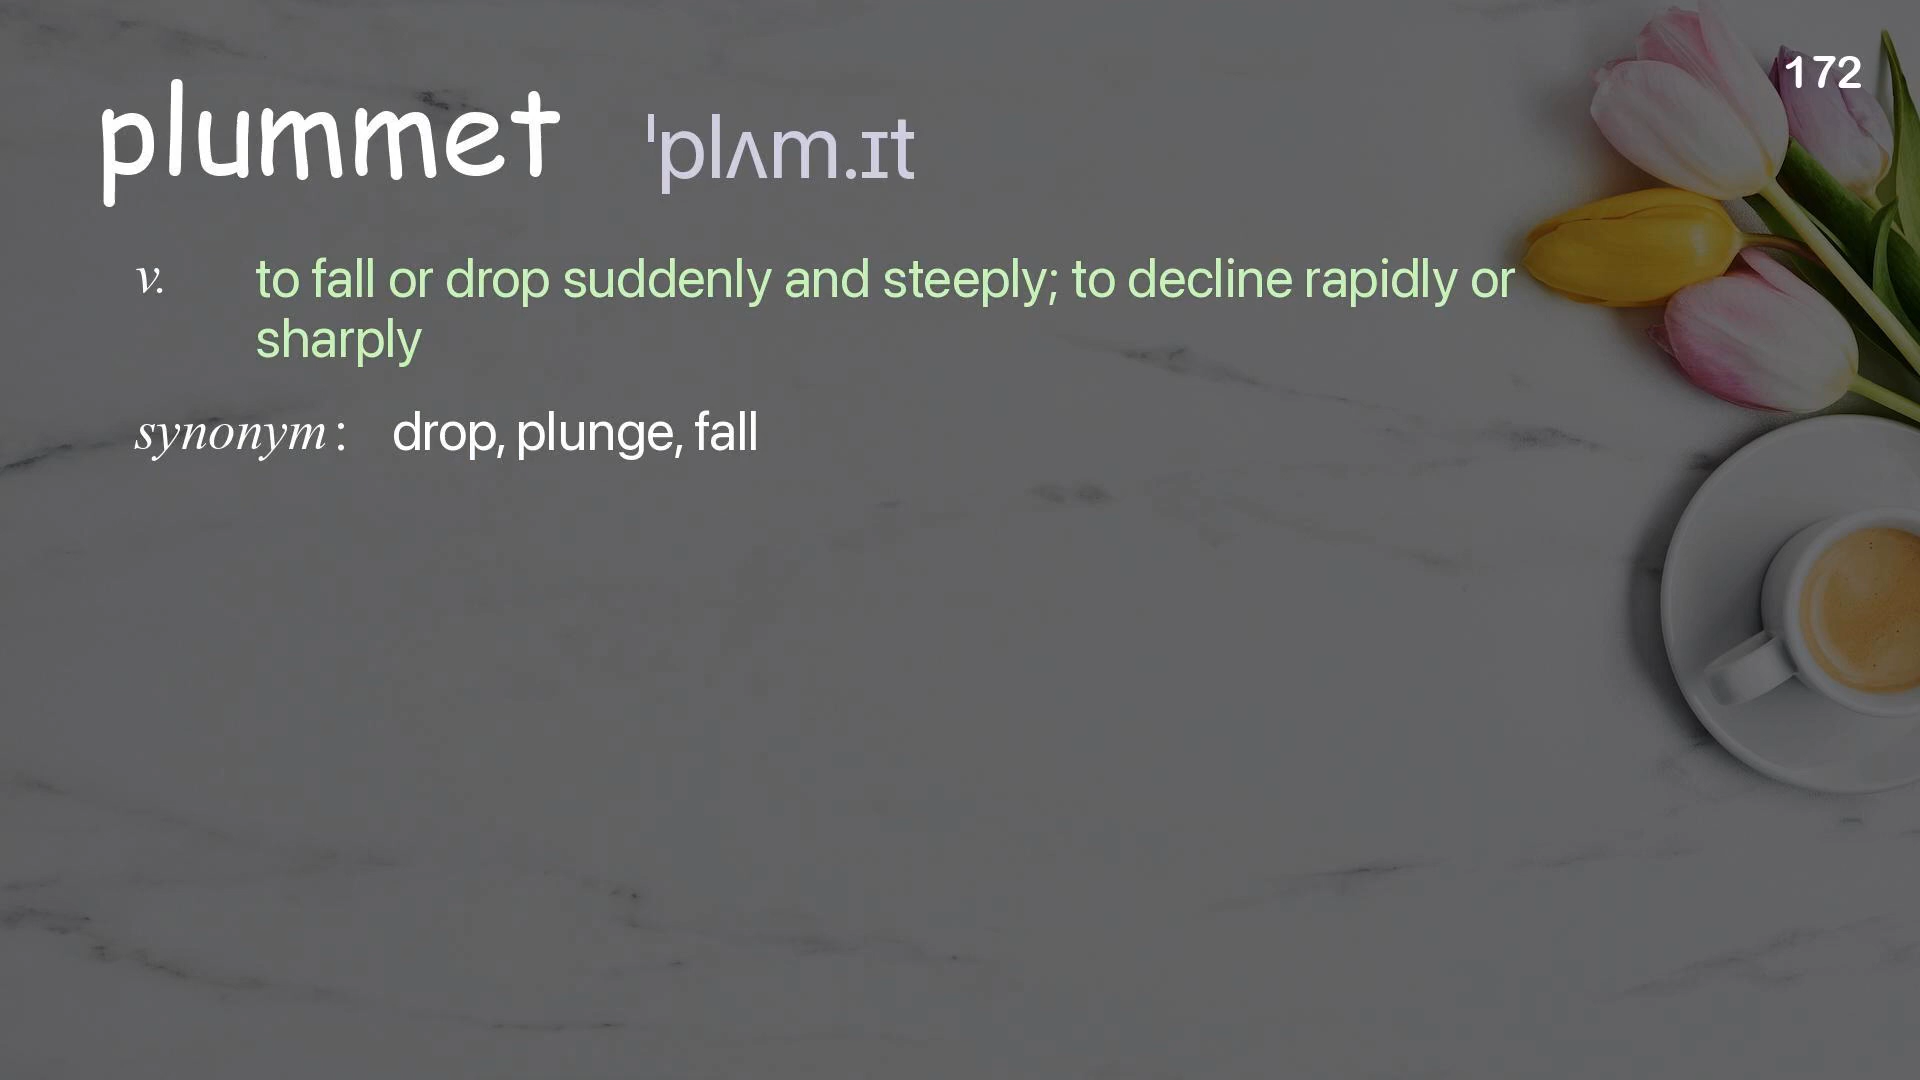 172
plummet ˈplʌm.ɪt
v. to fall or drop suddenly and steeply; to decline rapidly or
sharply
synonym: drop, plunge, fall